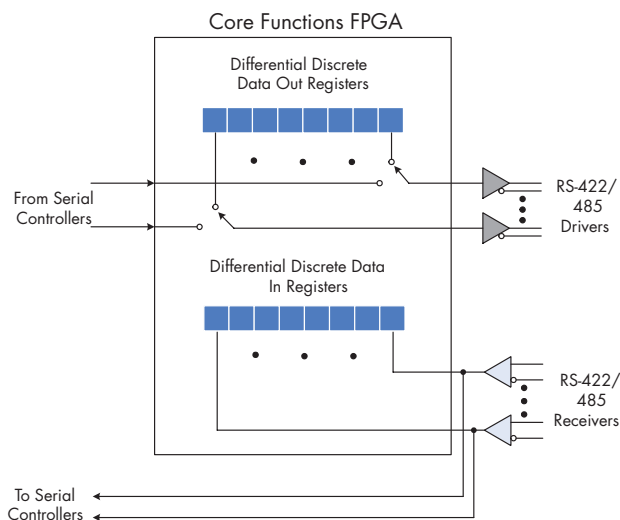 Core Functions FPGA
Differential Discrete
Data Out Registers
From Serial
Controllers
RS-422/
485
Drivers
Differential Discrete Data
In Registers
RS-422/
485
Receivers
To Serial
Controllers